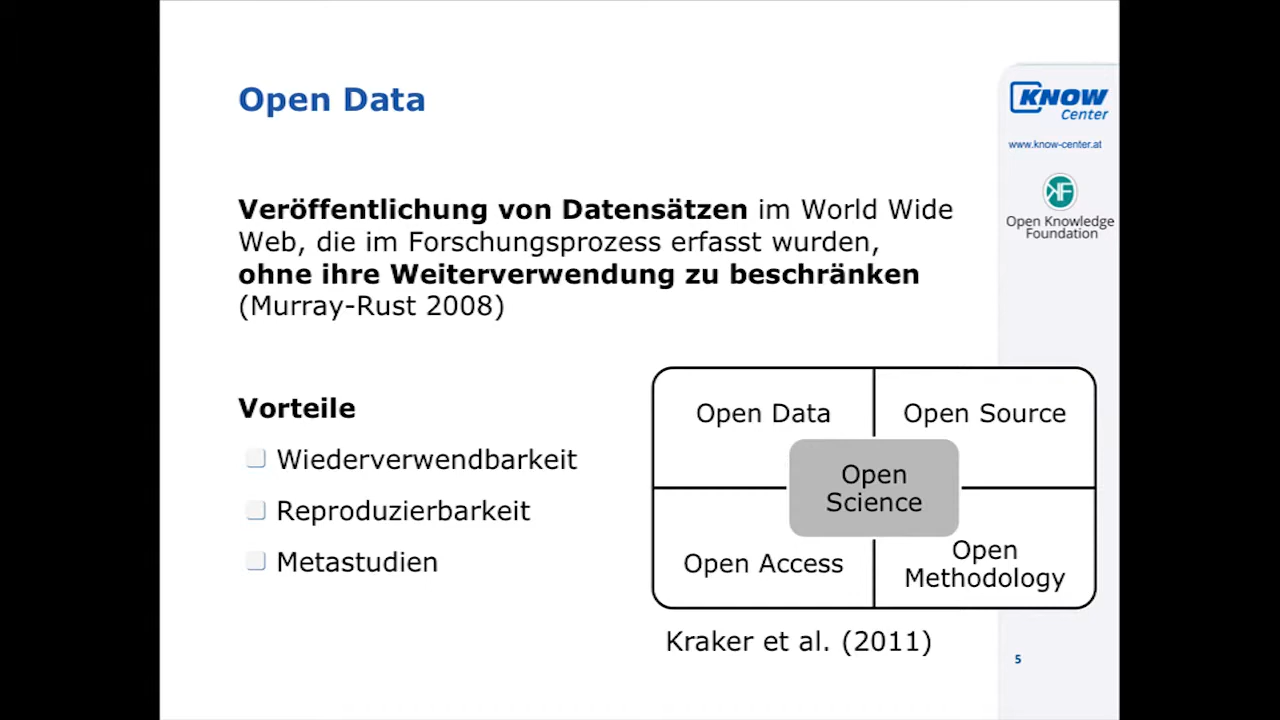 Open Data
KNOW
Center
www.know-center.at
Open Knowledge
Foundation
Veröffentlichung von Datensätzen im World Wide
Web, die im Forschungsprozess erfasst wurden,
ohne ihre Weiterverwendung zu beschränken
(Murray-Rust 2008)
Vorteile
Wiederverwendbarkeit
Reproduzierbarkeit
Metastudien
Open Data
Open Source
Open
Science
Open Access
Open
Methodology
Kraker et al. (2011)
5